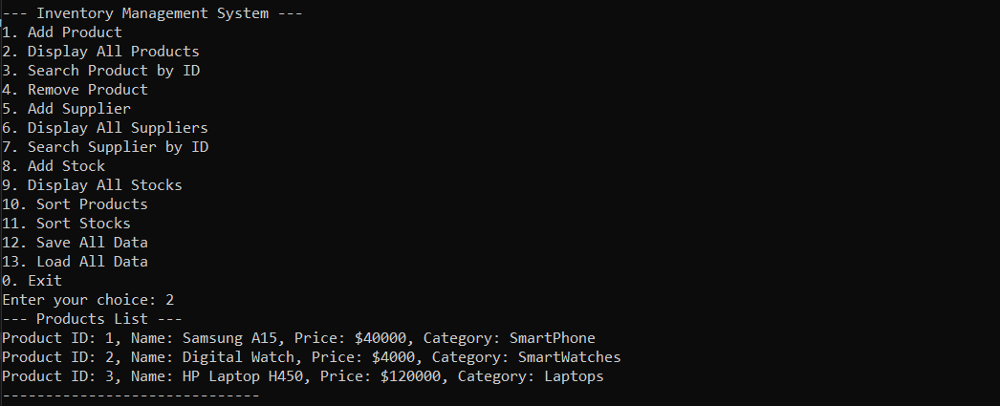 --- Inventory Management System ---
1. Add Product
2. Display All Products
3. Search Product by ID
4. Remove Product
5. Add Supplier
6. Display All Suppliers
7. Search Supplier by ID
8. Add Stock
9. Display All Stocks
10. Sort Products
11. Sort Stocks
12. Save All Data
13. Load All Data
0. Exit
Enter your choice: 2
--- Products List ---
Product ID: 1, Name: Samsung A15, Price: $40000, Category: SmartPhone
Product ID: 2, Name: Digital Watch, Price: $4000, Category: SmartWatches
Product ID: 3, Name: HP Laptop H450, Price: $120000, Category: Laptops
------------------------------